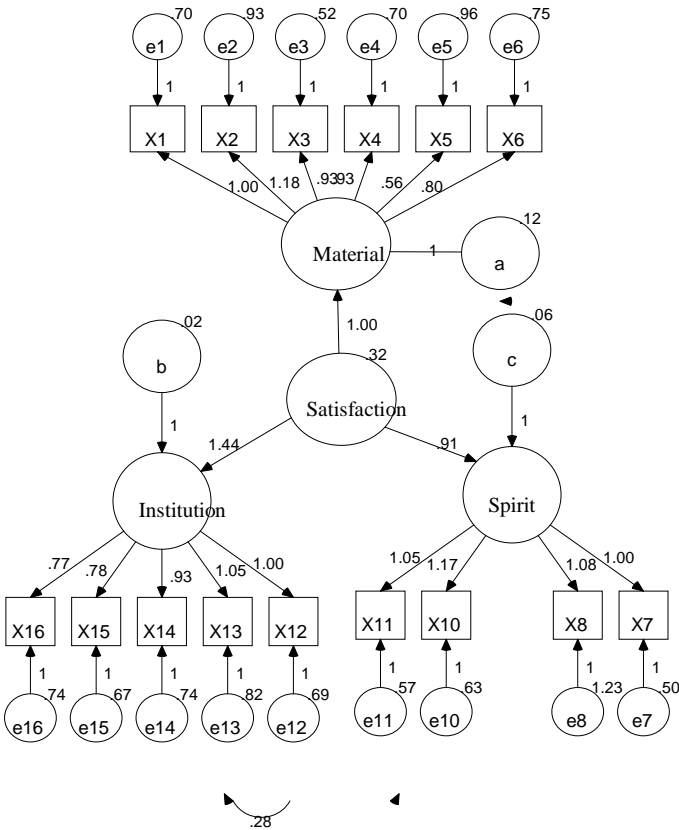 .70 .93 .52 .70 .96 .75
e1 e2 e3 e4 e5 e6
1 1 1 1 1 1
X1 X2 X3 X4 X5 X6
1.00 1.18 .93 .93 .56 .80
.12
Material 1 a
.02 1.00 .06
b .32 c
Satisfaction
1 1.44 .91 1
Institution Spirit
.77 .78 .93 1.05 1.00 1.05 1.17 1.08 1.00
X16 X15 X14 X13 X12 X11 X10 X8 X7
1 1 1 1 1 1 1 1 1
.74 .67 .74 .82 .69 .57 .63 1.23 .50
e16 e15 e14 e13 e12 e11 e10 e8 e7
.28